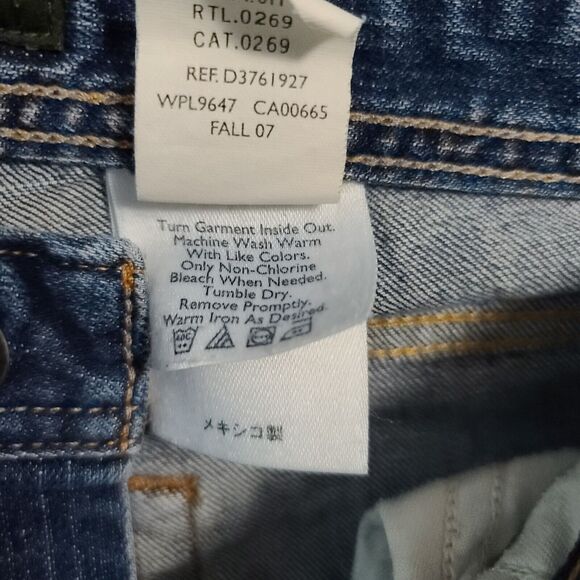 RTL.0269
CAT.0269
REF. D3761927
WPL9647 CA00665
FALL 07
Turn Garment Inside Out.
Machine Wash Warm
With Like Colors.
Only Non-Chlorine
Bleach When Needed.
Tumble Dry.
Remove Promptly.
Warm Iron As Desired.
メキシコ製